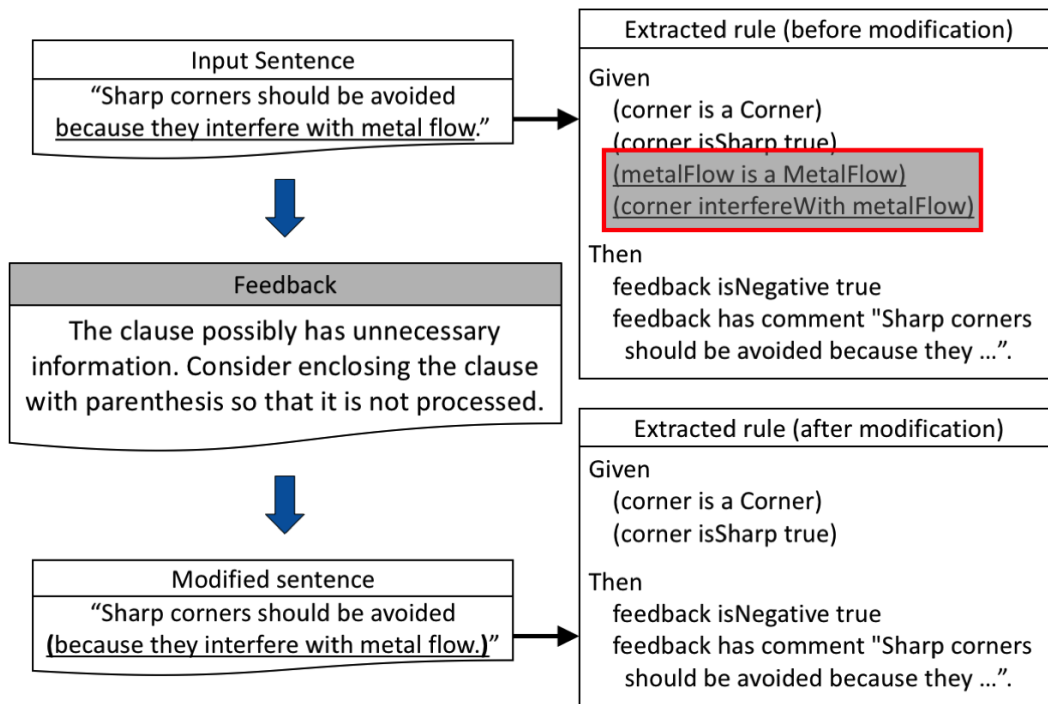 Input Sentence
“Sharp corners should be avoided
because they interfere with metal flow.”
Extracted rule (before modification)
Given
(corner is a Corner)
(corner isSharp true)
(metalFlow is a MetalFlow)
(corner interfereWith metalFlow)
Then
feedback isNegative true
feedback has comment "Sharp corners
should be avoided because they ...”.
Feedback
The clause possibly has unnecessary
information. Consider enclosing the clause
with parenthesis so that it is not processed.
Modified sentence
“Sharp corners should be avoided
(because they interfere with metal flow.)”
Extracted rule (after modification)
Given
(corner is a Corner)
(corner isSharp true)
Then
feedback isNegative true
feedback has comment "Sharp corners
should be avoided because they ...”.